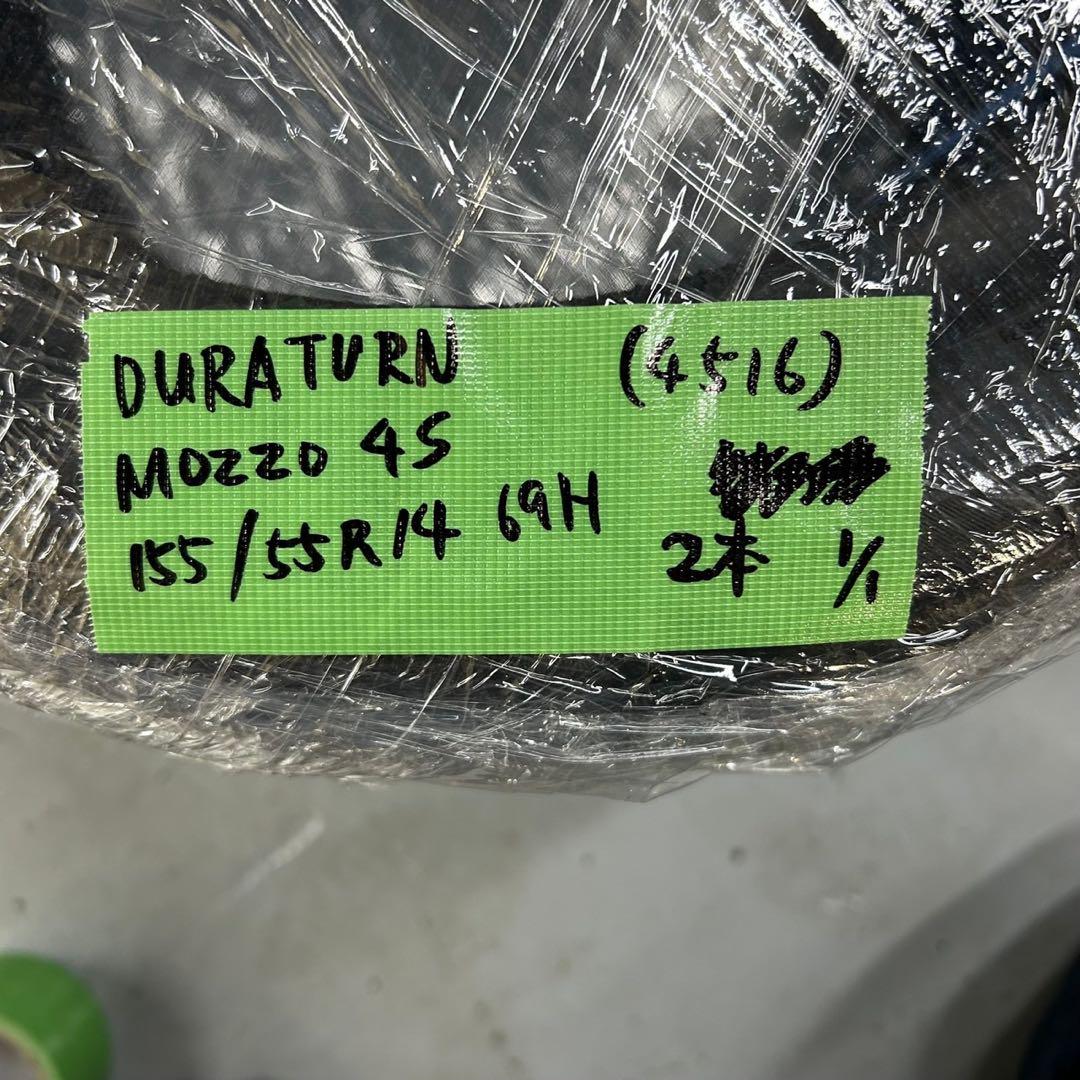 DURATURN (4516)
MOZZO 4S
155/55R14 69H
2本 1/1